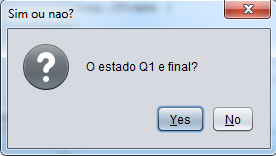 Sim ou nao?
O estado Q1 e final?
Yes
No